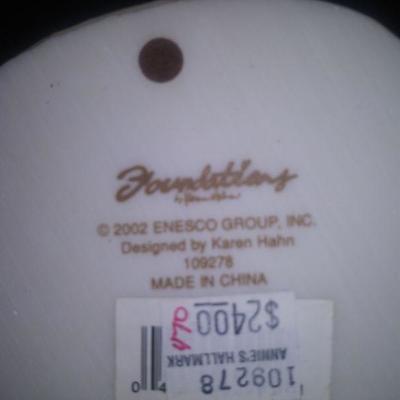 Foundations
by Karen Hahn
© 2002 ENESCO GROUP, INC.
Designed by Karen Hahn
109278
MADE IN CHINA
$2400
ANNIE'S HALLMARK
109278
04